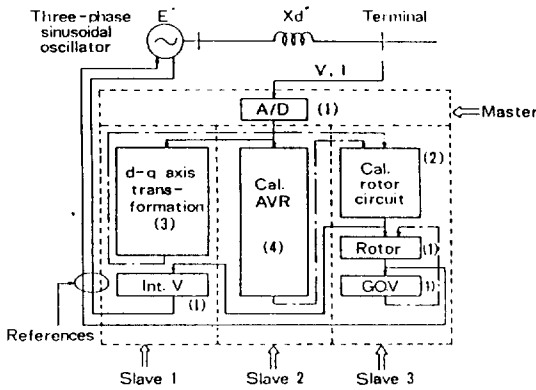 Three-phase
sinusoidal
oscillator
E"
Xd"
Terminal
V, I
A/D
(1)
Master
d-q axis
trans-
formation
(3)
Cal.
AVR
(4)
(2)
Cal.
rotor
circuit
Rotor
(1)
Int. V
(1)
GOV
(1)
References
Slave 1
Slave 2
Slave 3